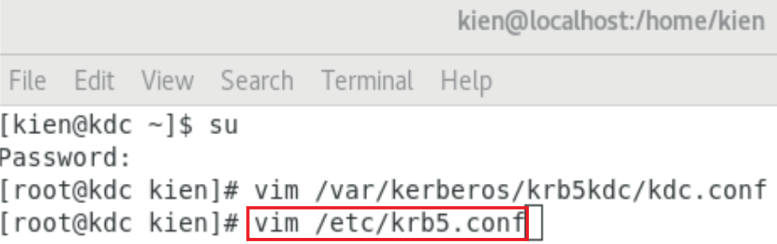 kien@localhost:/home/kien
File Edit View Search Terminal Help
[kien@kdc ~]$ su
Password:
[root@kdc kien]# vim /var/kerberos/krb5kdc/kdc.conf
[root@kdc kien]# vim /etc/krb5.conf